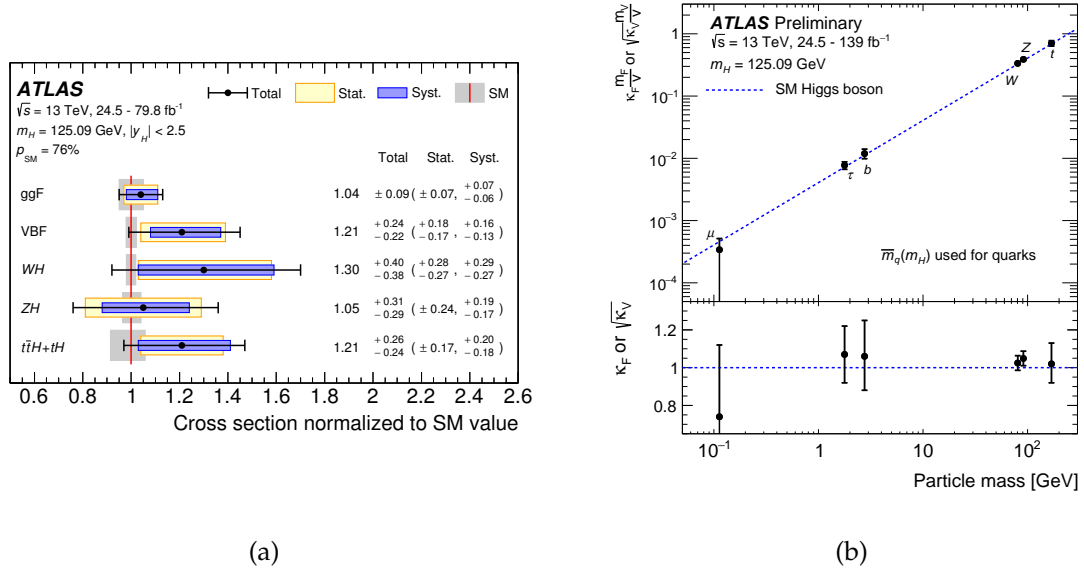 ATLAS
√s = 13 TeV, 24.5 - 79.8 fb⁻¹
m_H = 125.09 GeV, |y_H| < 2.5
p_SM = 76%
Total Stat. Syst. SM
Total Stat. Syst.
ggF 1.04 ± 0.09 ( ± 0.07, + 0.07 − 0.06 )
VBF 1.21 + 0.24 − 0.22 ( + 0.18 − 0.17 , + 0.16 − 0.13 )
WH 1.30 + 0.40 − 0.38 ( + 0.28 − 0.27 , + 0.29 − 0.27 )
ZH 1.05 + 0.31 − 0.29 ( ± 0.24, + 0.19 − 0.17 )
tt̄H+tH 1.21 + 0.26 − 0.24 ( ± 0.17, + 0.20 − 0.18 )
0.6 0.8 1 1.2 1.4 1.6 1.8 2 2.2 2.4 2.6
Cross section normalized to SM value
(a)
κ_F m_F/v or √κ_V m_V/v
ATLAS Preliminary
√s = 13 TeV, 24.5 - 139 fb⁻¹
m_H = 125.09 GeV
SM Higgs boson
1
10⁻¹
10⁻²
10⁻³
10⁻⁴
μ
τ
b
W
Z
t
m̄_q(m_H) used for quarks
κ_F or √κ_V
1.2
1
0.8
10⁻¹ 1 10 10²
Particle mass [GeV]
(b)